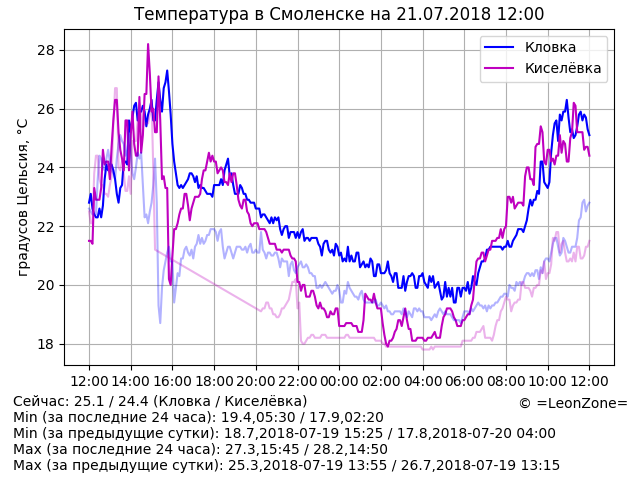 Температура в Смоленске на 21.07.2018 12:00
градусов Цельсия, °C
28
26
24
22
20
18
Кловка
Киселёвка
12:00 14:00 16:00 18:00 20:00 22:00 00:00 02:00 04:00 06:00 08:00 10:00 12:00
Сейчас: 25.1 / 24.4 (Кловка / Киселёвка)
© =LeonZone=
Min (за последние 24 часа): 19.4,05:30 / 17.9,02:20
Min (за предыдущие сутки): 18.7,2018-07-19 15:25 / 17.8,2018-07-20 04:00
Max (за последние 24 часа): 27.3,15:45 / 28.2,14:50
Max (за предыдущие сутки): 25.3,2018-07-19 13:55 / 26.7,2018-07-19 13:15